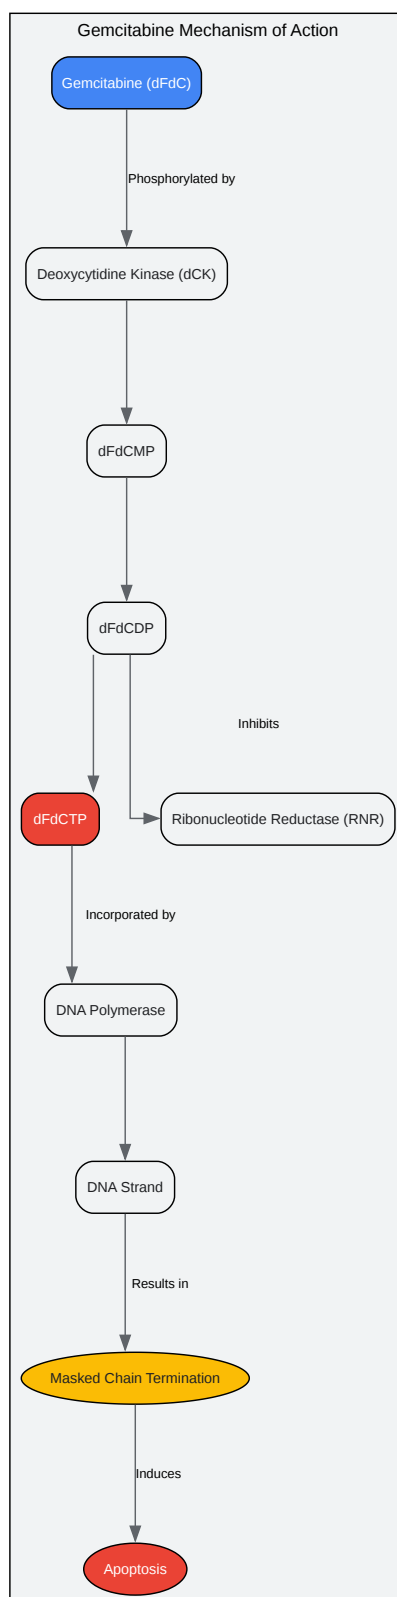 Gemcitabine Mechanism of Action
Gemcitabine (dFdC)
Phosphorylated by
Deoxycytidine Kinase (dCK)
dFdCMP
dFdCDP
Inhibits
dFdCTP
Ribonucleotide Reductase (RNR)
Incorporated by
DNA Polymerase
DNA Strand
Results in
Masked Chain Termination
Induces
Apoptosis